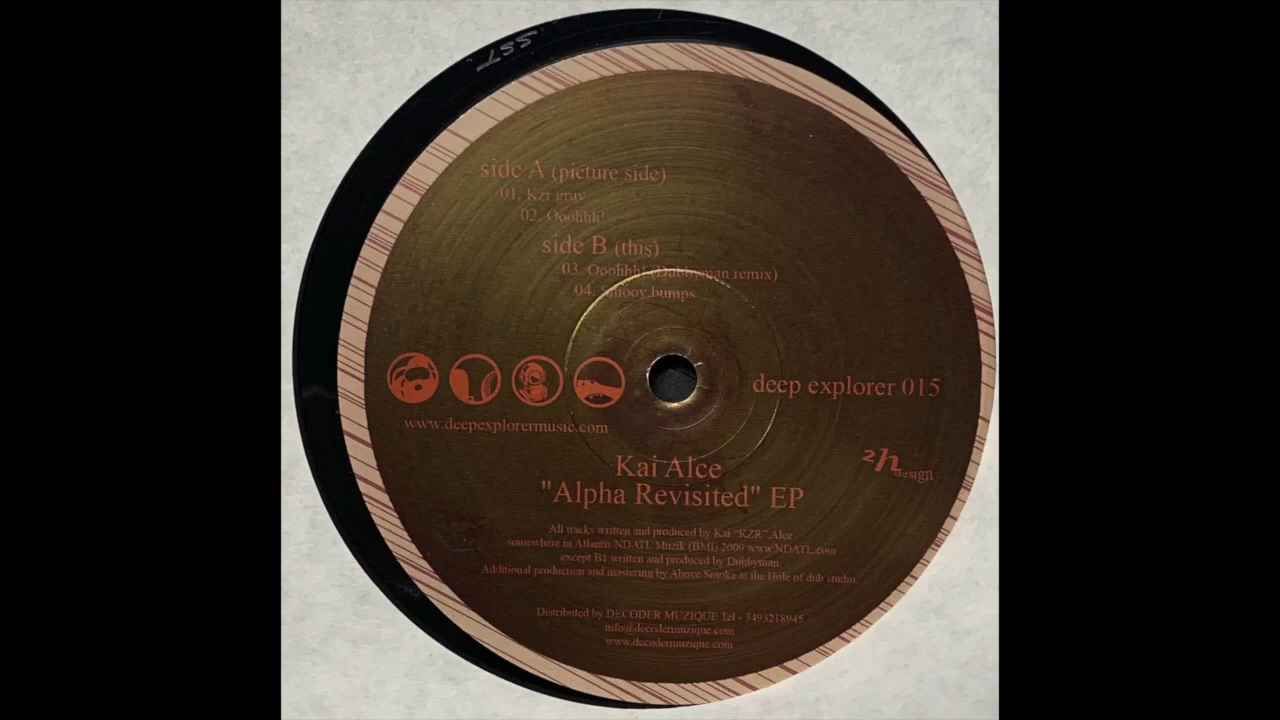 SST
side A (picture side)
01. Kzr gruv
02. Ooohhh!
side B (this)
03. Ooohhh! (Dubbyman remix)
04. Smoov bumps
deep explorer 015
www.deepexplorermusic.com
2h design
Kai Alce
"Alpha Revisited" EP
All tracks written and produced by Kai "KZR" Alce
somewhere in Atlantis NDATL Muzik (BMI) 2009 www.NDATL.com
except B1 written and produced by Dubbyman.
Additional production and mastering by Above Smoke at the Hole of dub studio
Distributed by DECODER MUZIQUE Tel - 3493218945
info@decodermuzique.com
www.decodermuzique.com